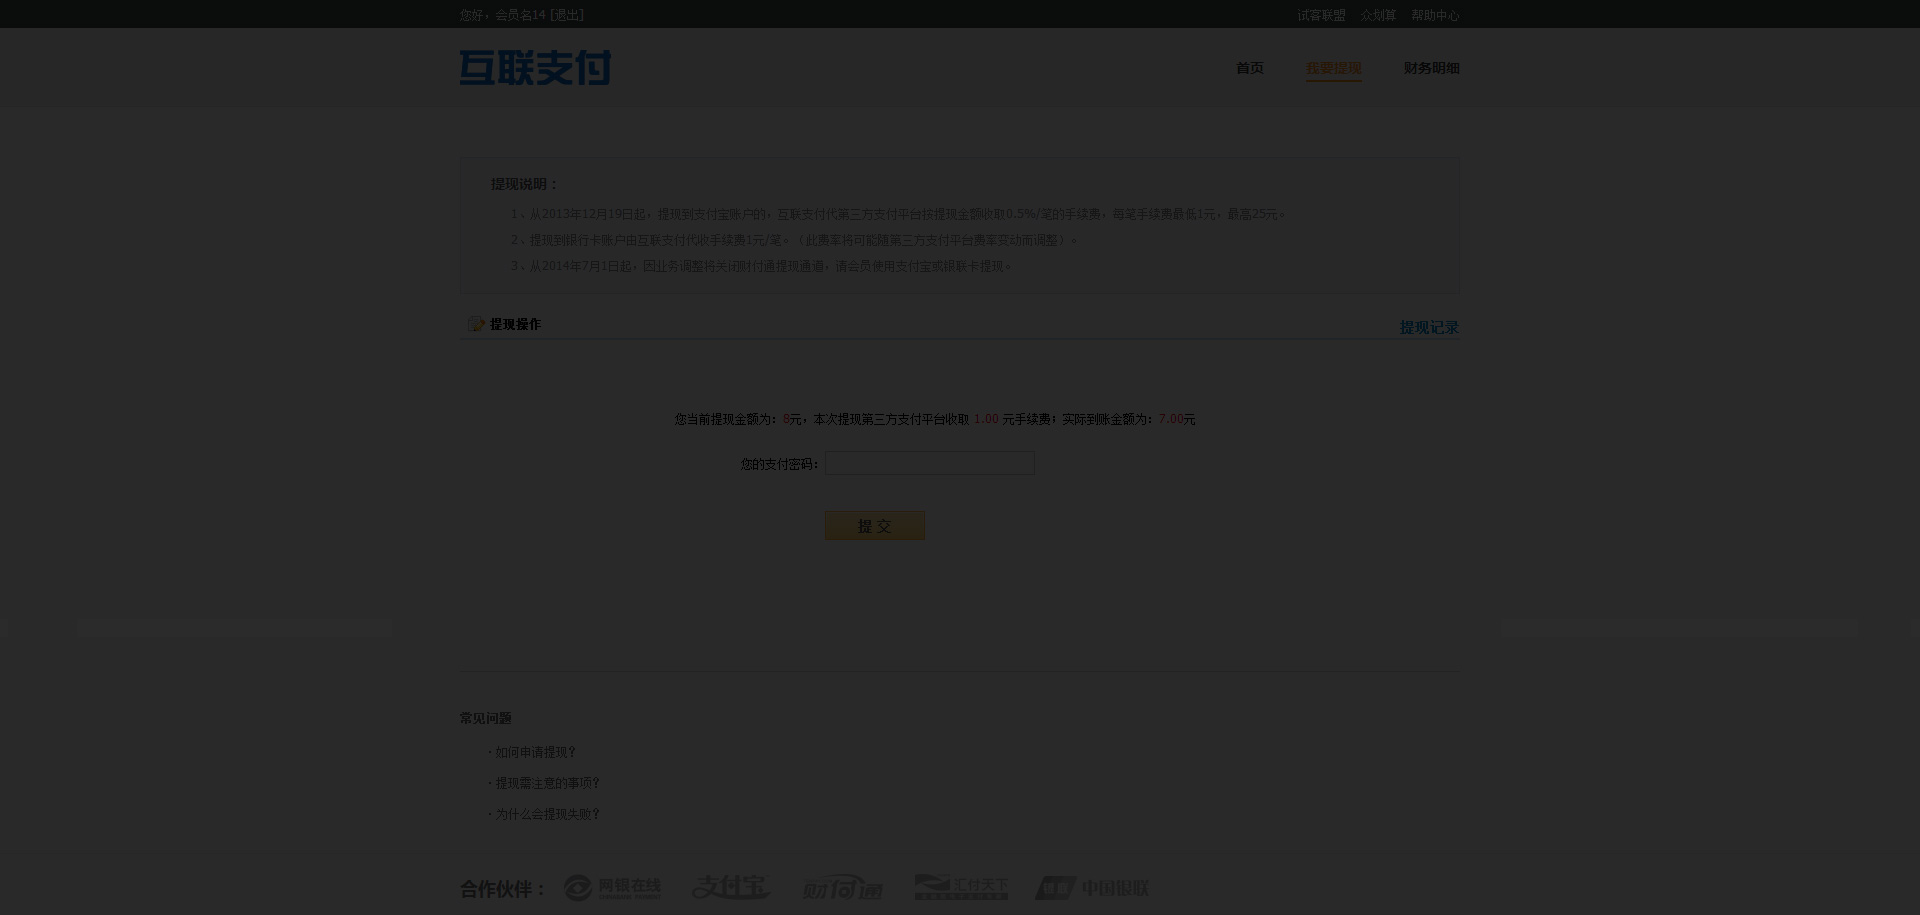 您好，会员名14 [退出]
试客联盟 众划算 帮助中心
互联支付
首页 我要提现 财务明细
提现说明：
1、从2013年12月19日起，提现到支付宝账户的，互联支付代第三方支付平台按提现金额收取0.5%/笔的手续费，每笔手续费最低1元，最高25元。
2、提现到银行卡账户由互联支付代收手续费1元/笔。（此费率将可能随第三方支付平台费率变动而调整）。
3、从2014年7月1日起，因业务调整将关闭财付通提现通道，请会员使用支付宝或银联卡提现。
提现操作
提现记录
您当前提现金额为：8元，本次提现第三方支付平台收取 1.00 元手续费；实际到账金额为：7.00元
您的支付密码：
提 交
常见问题
· 如何申请提现？
· 提现需注意的事项？
· 为什么会提现失败？
合作伙伴： 网银在线 支付宝 财付通 汇付天下 银联 中国银联